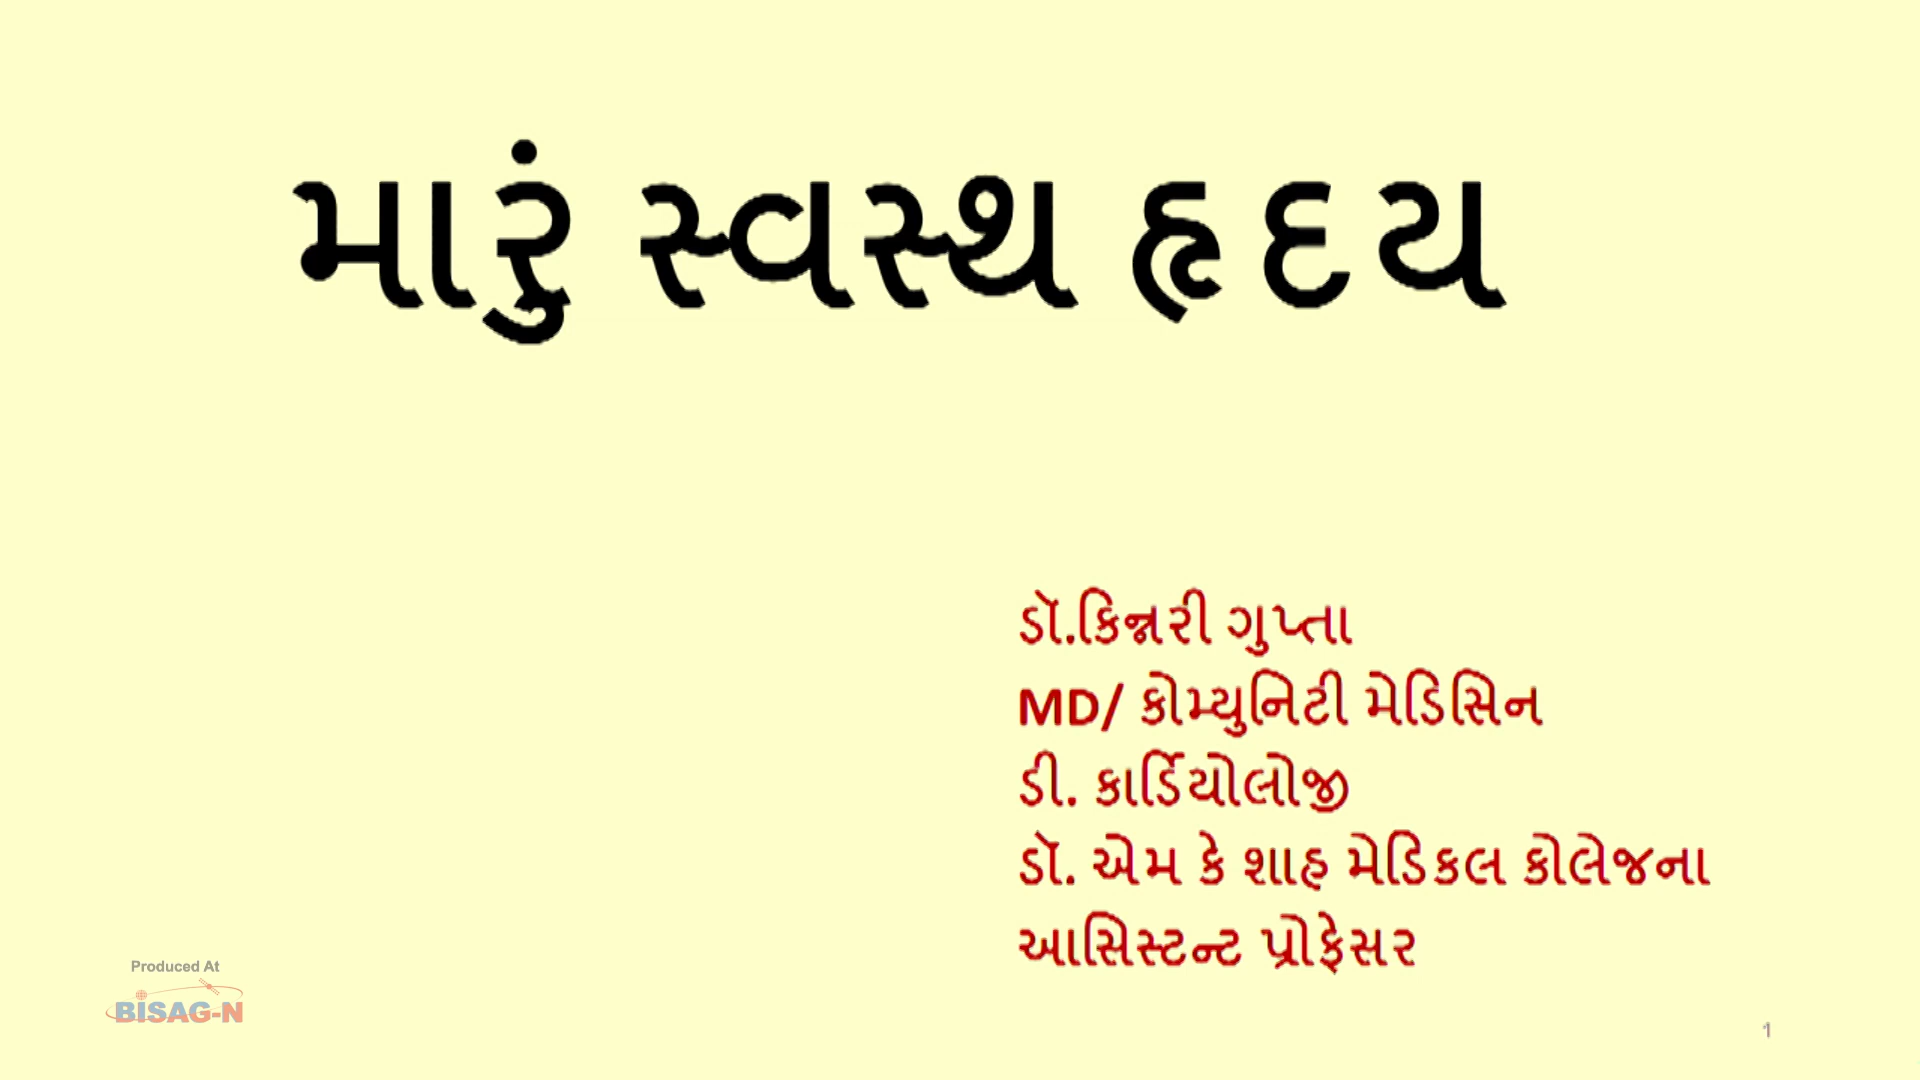 મારું સ્વસ્થ હૃદય
ડૉ.કિન્નરી ગુપ્તા
MD/ કોમ્યુનિટી મેડિસિન
ડી. કાર્ડિયોલોજી
ડૉ. એમ કે શાહ મેડિકલ કોલેજના
આસિસ્ટન્ટ પ્રોફેસર
Produced At
BISAG-N
1